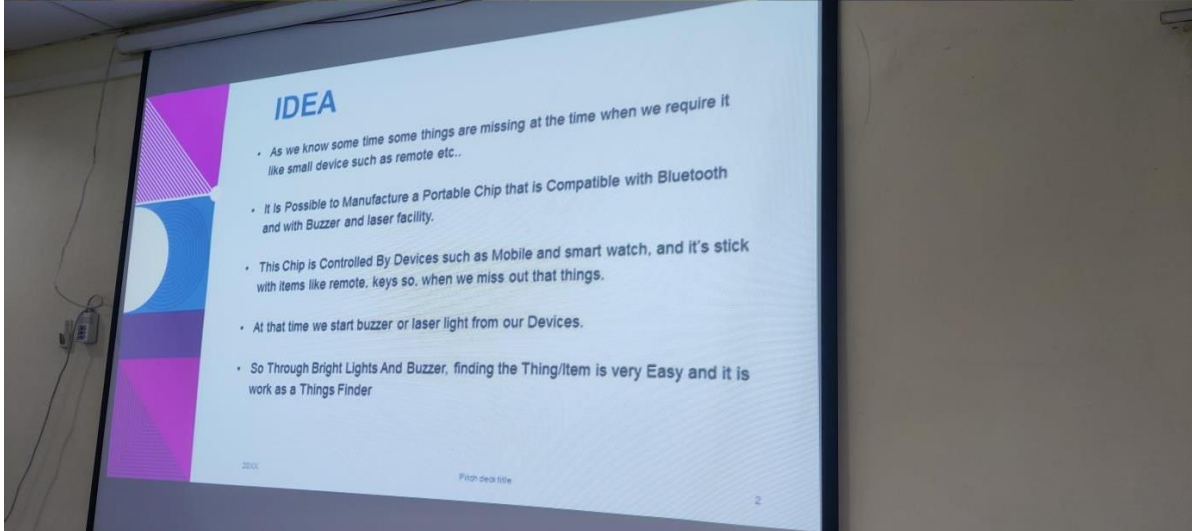 IDEA
• As we know some time some things are missing at the time when we require it
like small device such as remote etc..
• It Is Possible to Manufacture a Portable Chip that is Compatible with Bluetooth
and with Buzzer and laser facility.
• This Chip is Controlled By Devices such as Mobile and smart watch, and it's stick
with items like remote, keys so, when we miss out that things.
• At that time we start buzzer or laser light from our Devices.
• So Through Bright Lights And Buzzer, finding the Thing/Item is very Easy and it is
work as a Things Finder
20XX
Pitch deck title
2